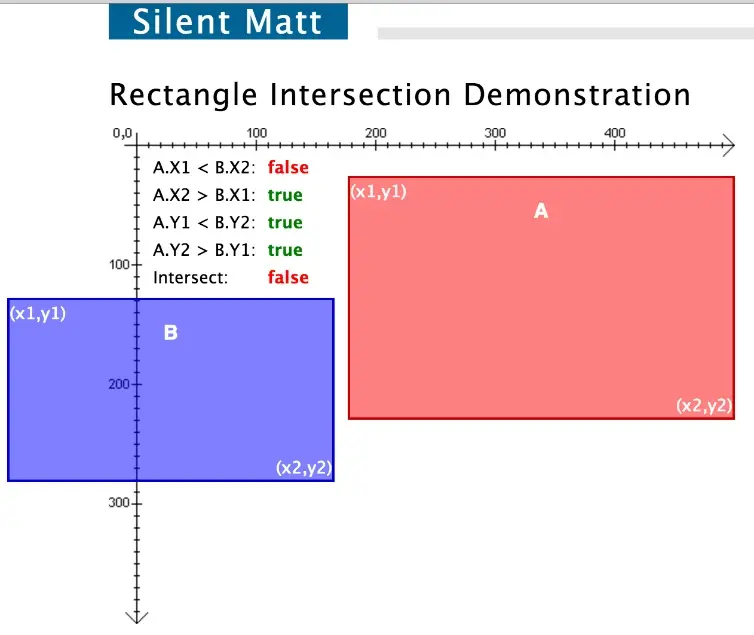 Silent Matt
Rectangle Intersection Demonstration
0,0 100 200 300 400
A.X1 < B.X2: false
A.X2 > B.X1: true
A.Y1 < B.Y2: true
A.Y2 > B.Y1: true
Intersect: false
100
200
300
(x1,y1)
A
(x2,y2)
(x1,y1)
B
(x2,y2)